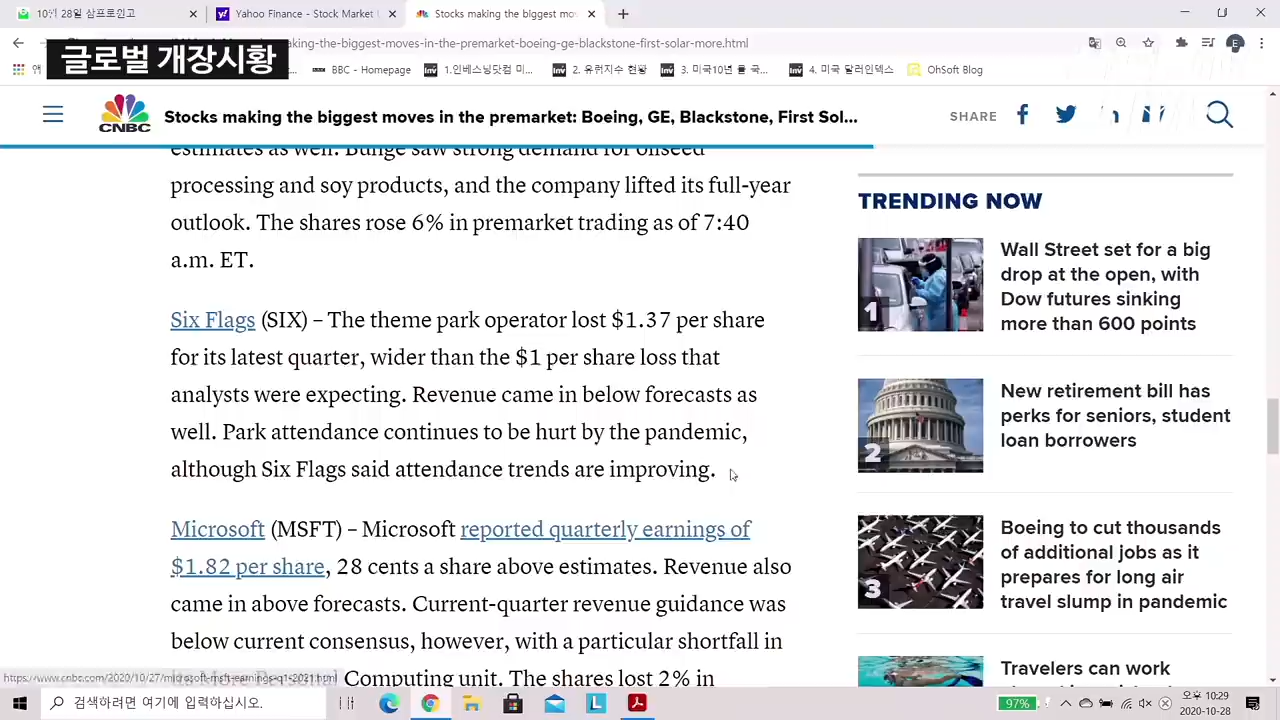 10월 28일 삼프로인고
Yahoo Finance - Stock Market L
Stocks making the biggest mov
글로벌 개장시황
aking-the-biggest-moves-in-the-premarket-boeing-ge-blackstone-first-solar-more.html
BBC - Homepage
1.인베스닝닷컴 미...
2. 유럽지수 현황
3. 미국10년 물 국...
4. 미국 달러인덱스
OhSoft Blog
CNBC
Stocks making the biggest moves in the premarket: Boeing, GE, Blackstone, First Sol...
SHARE
estimates as well. Bunge saw strong demand for oilseed
processing and soy products, and the company lifted its full-year
outlook. The shares rose 6% in premarket trading as of 7:40
a.m. ET.
Six Flags (SIX) – The theme park operator lost $1.37 per share
for its latest quarter, wider than the $1 per share loss that
analysts were expecting. Revenue came in below forecasts as
well. Park attendance continues to be hurt by the pandemic,
although Six Flags said attendance trends are improving.
Microsoft (MSFT) – Microsoft reported quarterly earnings of
$1.82 per share, 28 cents a share above estimates. Revenue also
came in above forecasts. Current-quarter revenue guidance was
below current consensus, however, with a particular shortfall in
Computing unit. The shares lost 2% in
TRENDING NOW
1
Wall Street set for a big
drop at the open, with
Dow futures sinking
more than 600 points
2
New retirement bill has
perks for seniors, student
loan borrowers
3
Boeing to cut thousands
of additional jobs as it
prepares for long air
travel slump in pandemic
Travelers can work
https://www.cnbc.com/2020/10/27/microsoft-msft-earnings-q1-2021.html
검색하려면 여기에 입력하십시오.
97%
오후 10:29
2020-10-28